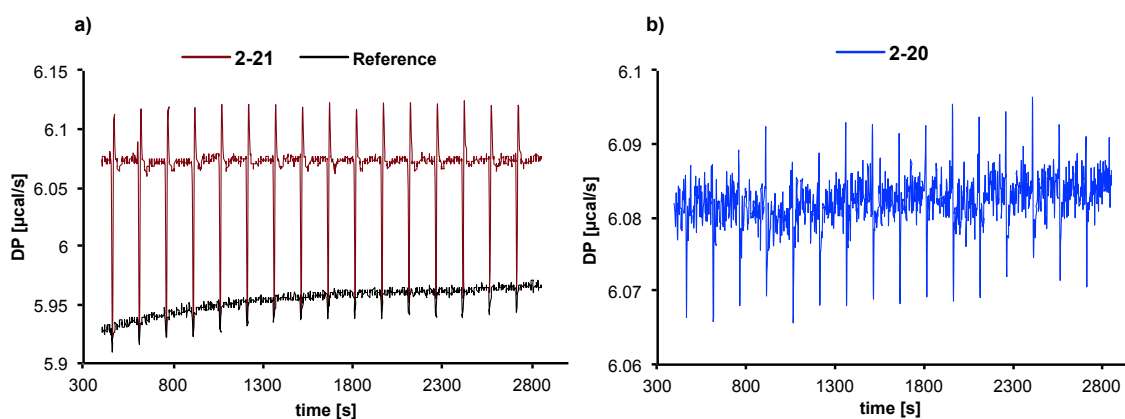 a)
2-21 Reference
6.15
6.1
6.05
6
5.95
5.9
DP [µcal/s]
300 800 1300 1800 2300 2800
time [s]
b)
2-20
6.1
6.09
6.08
6.07
6.06
DP [µcal/s]
300 800 1300 1800 2300 2800
time [s]